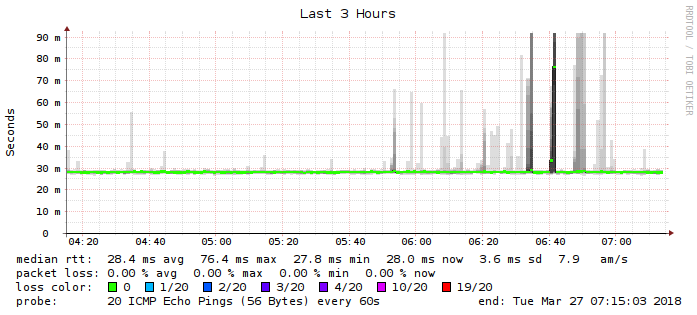 Last 3 Hours
RRDTOOL / TOBI OETIKER
Seconds
90 m
80 m
70 m
60 m
50 m
40 m
30 m
20 m
10 m
0
04:20 04:40 05:00 05:20 05:40 06:00 06:20 06:40 07:00
median rtt: 28.4 ms avg 76.4 ms max 27.8 ms min 28.0 ms now 3.6 ms sd 7.9 am/s
packet loss: 0.00 % avg 0.00 % max 0.00 % min 0.00 % now
loss color: 0 1/20 2/20 3/20 4/20 10/20 19/20
probe: 20 ICMP Echo Pings (56 Bytes) every 60s end: Tue Mar 27 07:15:03 2018